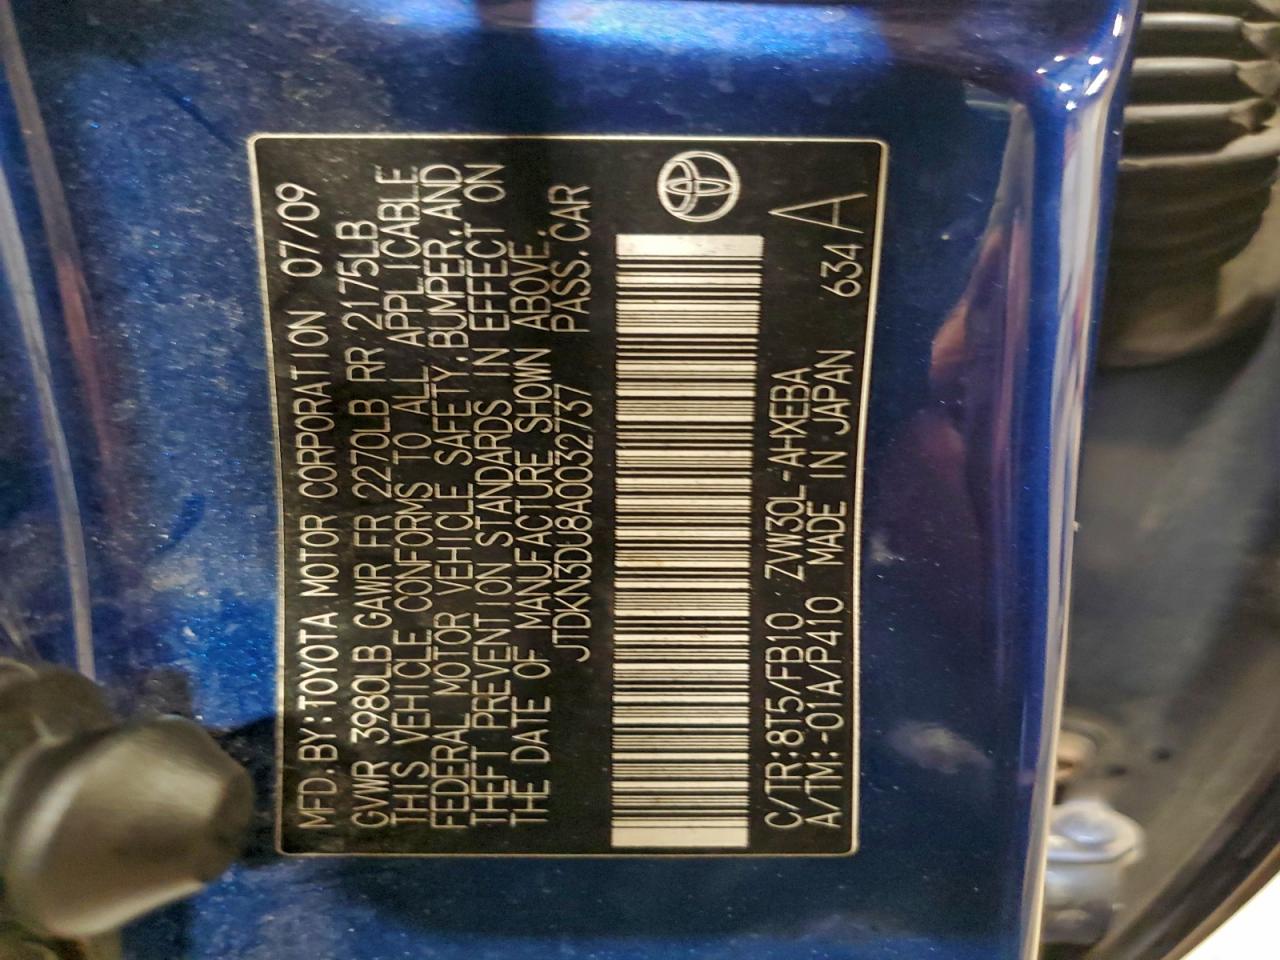 MFD.BY:TOYOTA MOTOR CORPORATION 07/09
GVWR 3980LB GAWR FR 2270LB RR 2175LB
THIS VEHICLE CONFORMS TO ALL APPLICABLE
FEDERAL MOTOR VEHICLE SAFETY,BUMPER,AND
THEFT PREVENTION STANDARDS IN EFFECT ON
THE DATE OF MANUFACTURE SHOWN ABOVE.
JTDKN3DU8A0032737 PASS.CAR
C/TR:8T5/FB10 ZVW30L-AHXEBA
A/TM:-01A/P410 MADE IN JAPAN 634 A